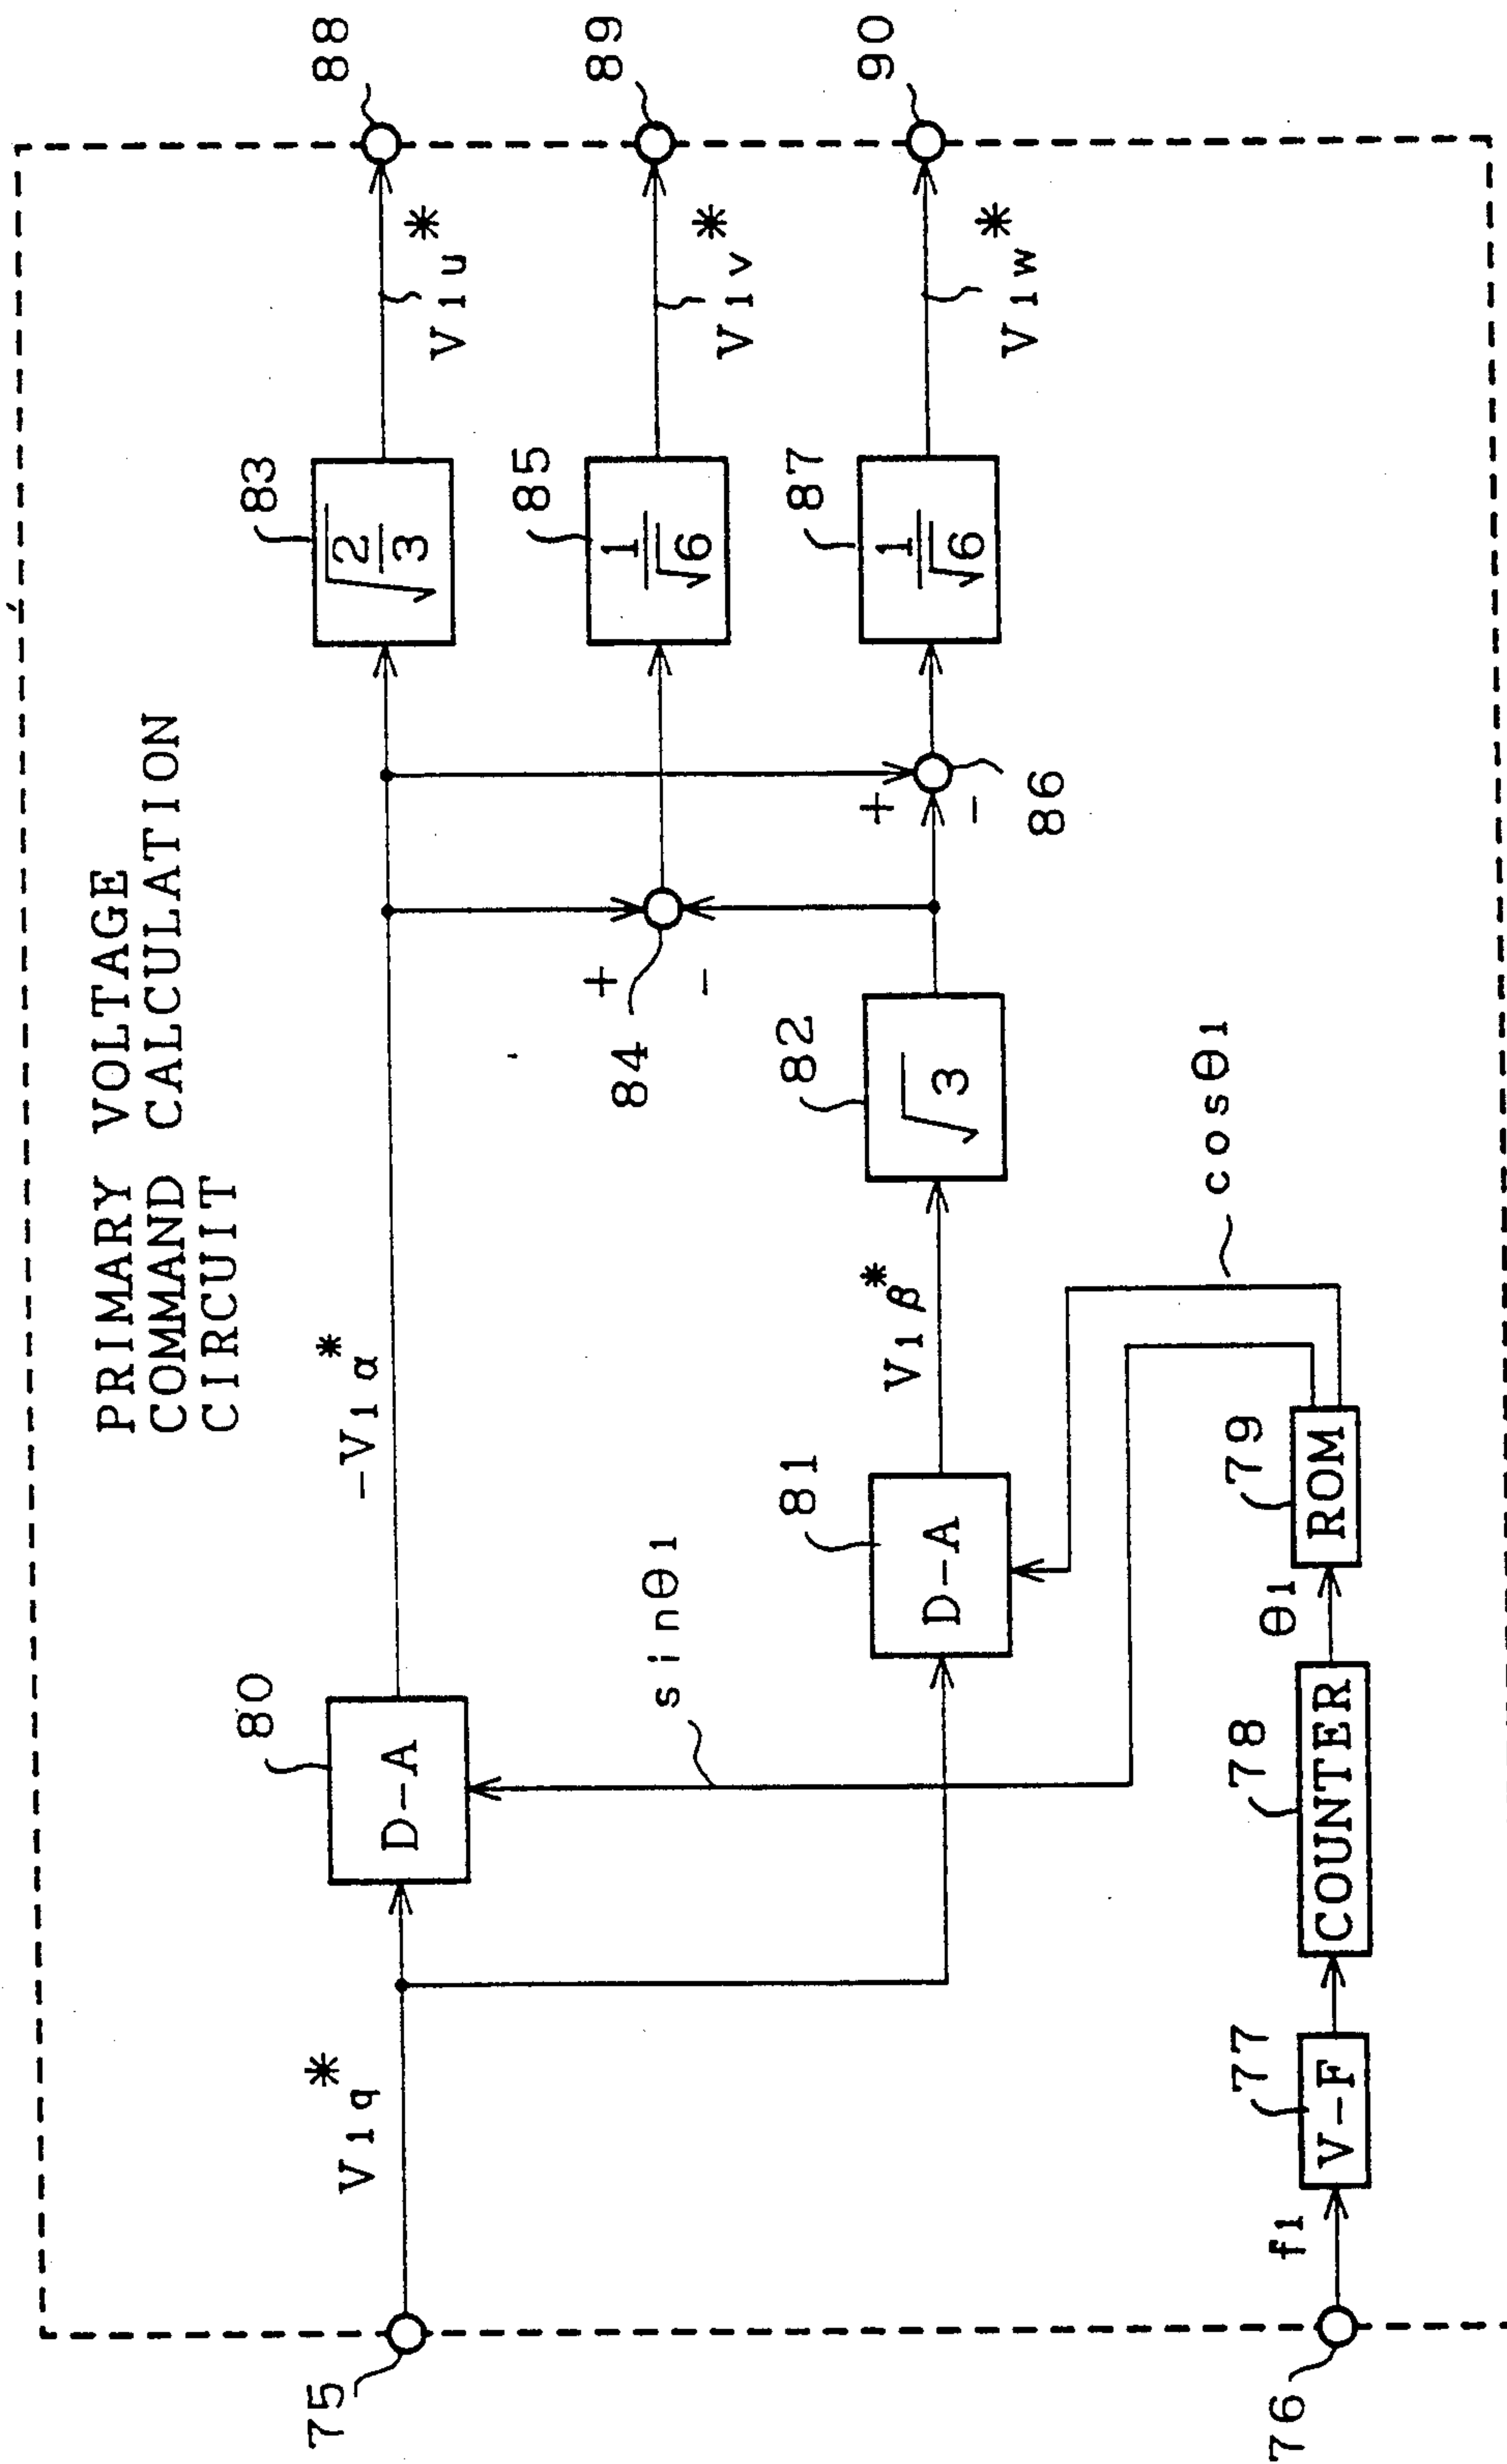 PRIMARY VOLTAGE
COMMAND CALCULATION
CIRCUIT
75
V1q*
80
D-A
-V1α*
83
√2/3
V1u*
88
sinθ1
84
+
-
85
1/√6
V1v*
89
81
D-A
V1β*
82
√3
+
-
86
87
1/√6
V1w*
90
cosθ1
76
f1
77
V-F
78
COUNTER
θ1
79
ROM